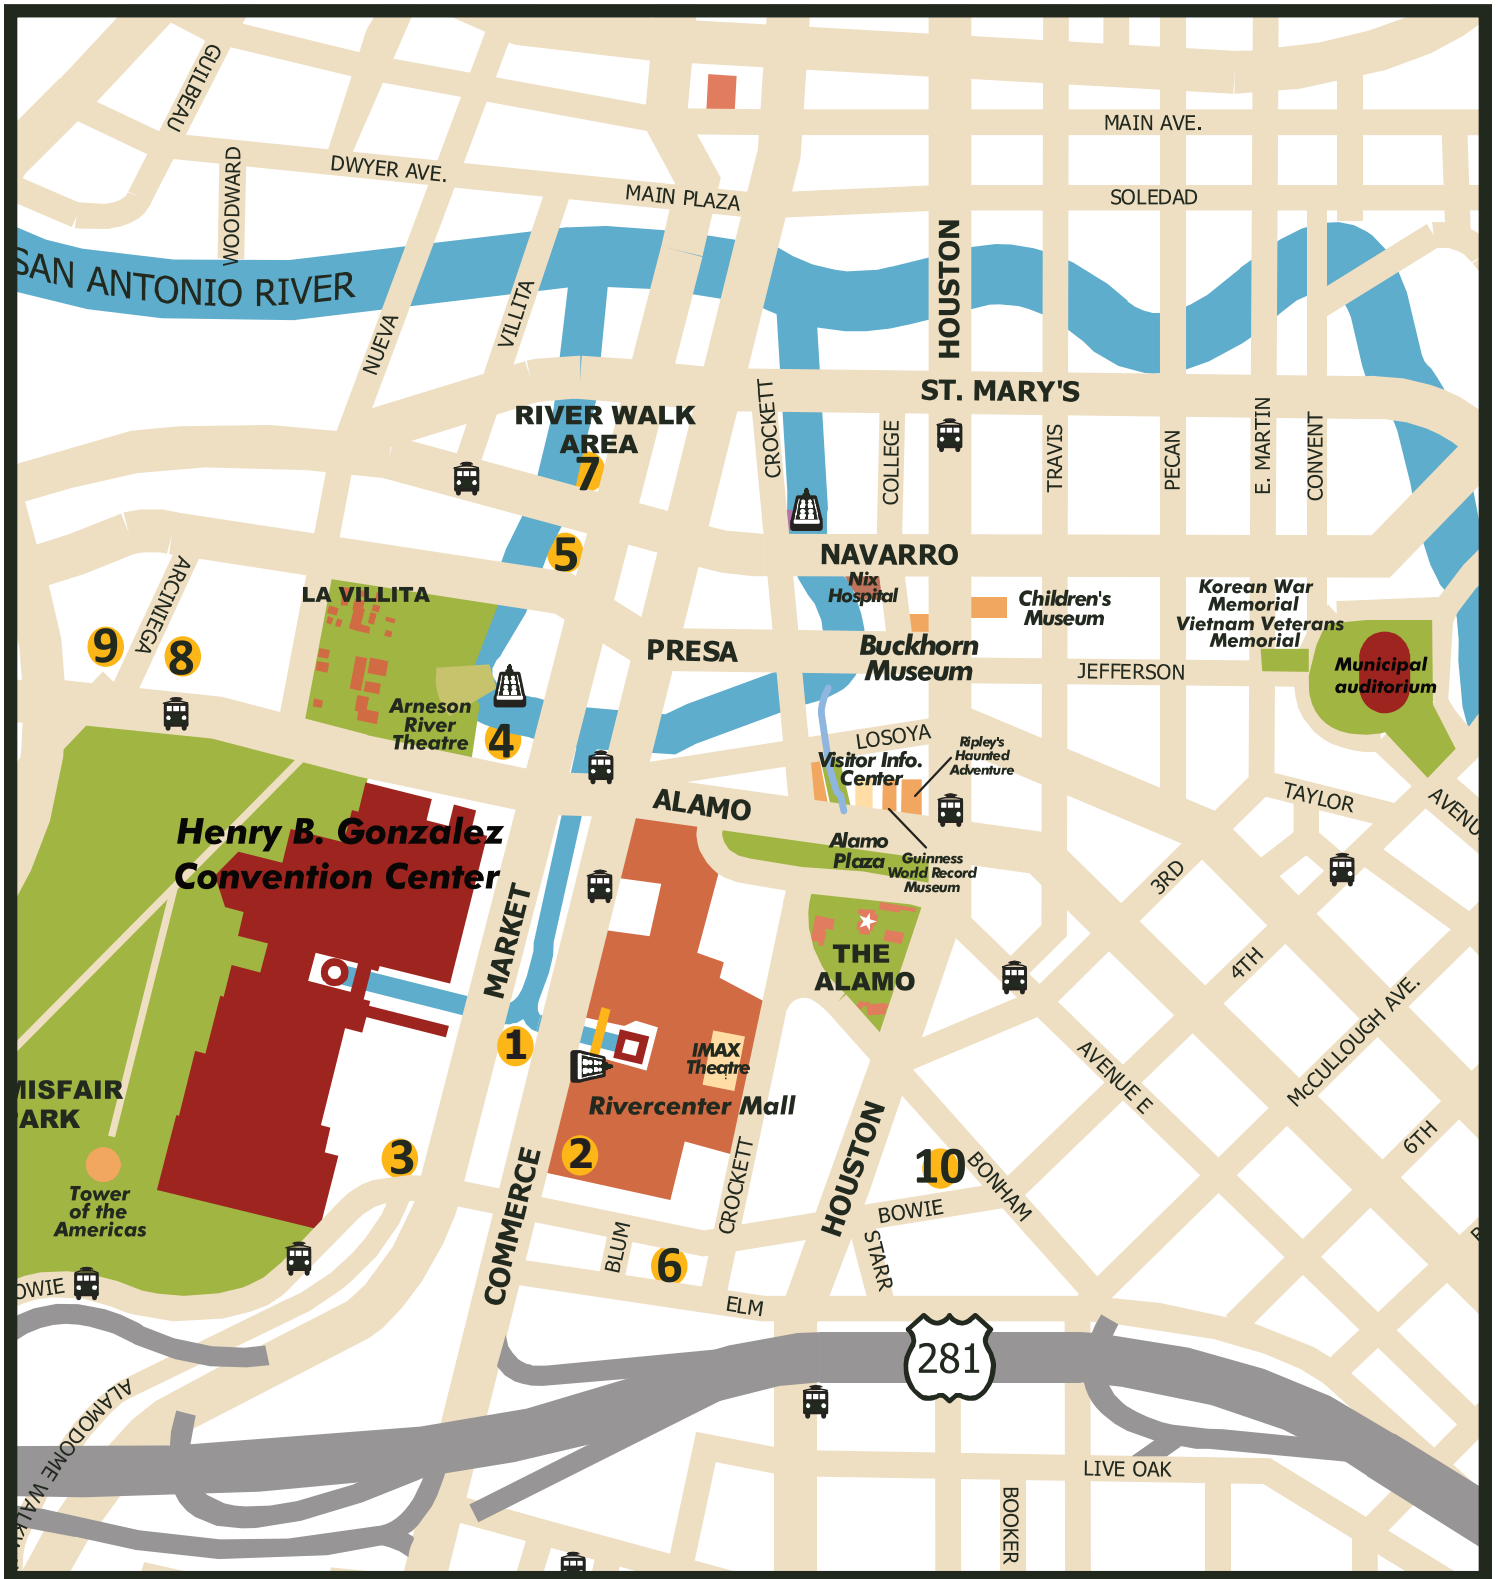 GUILBEAU
MAIN AVE.
WOODWARD
DWYER AVE.
MAIN PLAZA
SOLEDAD
SAN ANTONIO RIVER
HOUSTON
NUEVA
VILLITA
ST. MARY'S
RIVER WALK
AREA
7
CROCKETT
COLLEGE
TRAVIS
PECAN
E. MARTIN
CONVENT
5
NAVARRO
Nix
Hospital
Children's
Museum
Korean War
Memorial
Vietnam Veterans
Memorial
ARCINIEGA
LA VILLITA
9
8
PRESA
Buckhorn
Museum
JEFFERSON
Municipal
auditorium
Arneson
River
Theatre
4
LOSOYA
Visitor Info.
Center
Ripley's
Haunted
Adventure
ALAMO
TAYLOR
AVENU
Henry B. Gonzalez
Convention Center
Alamo
Plaza
Guinness
World Record
Museum
3RD
MARKET
THE
ALAMO
4TH
1
IMAX
Theatre
McCULLOUGH AVE.
AVENUE E
MISFAIR
PARK
Rivercenter Mall
3
2
CROCKETT
HOUSTON
10
BONHAM
6TH
Tower
of the
Americas
COMMERCE
BOWIE
BLUM
6
STARR
OWIE
ELM
281
ALAMODOME WALKW
LIVE OAK
BOOKER